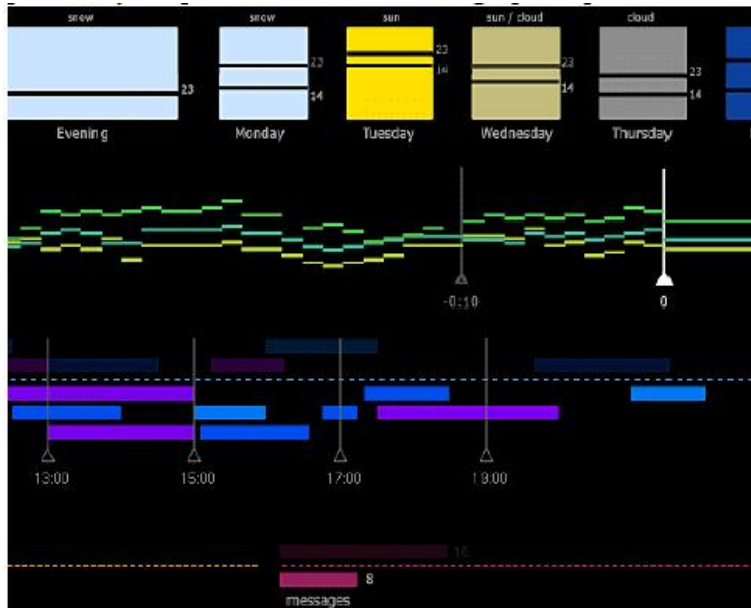 snow snow sun sun / cloud cloud
23 23 23 23
23
14 14 14 14
Evening Monday Tuesday Wednesday Thursday
-0:10 0
13:00 15:00 17:00 19:00
16
8
messages